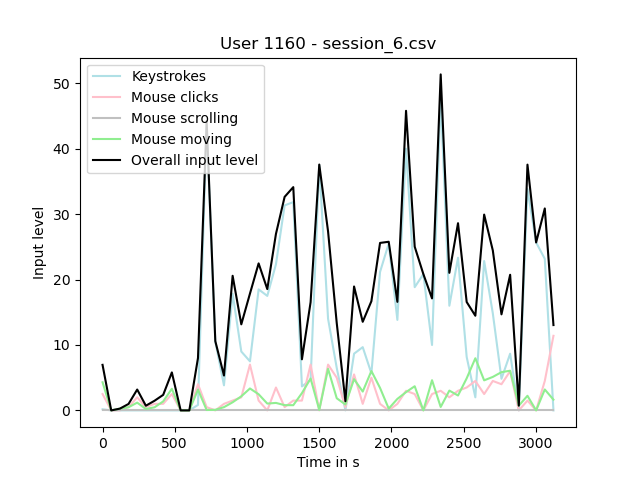 User 1160 - session_6.csv
Keystrokes
Mouse clicks
Mouse scrolling
Mouse moving
Overall input level
Input level
50
40
30
20
10
0
0 500 1000 1500 2000 2500 3000
Time in s